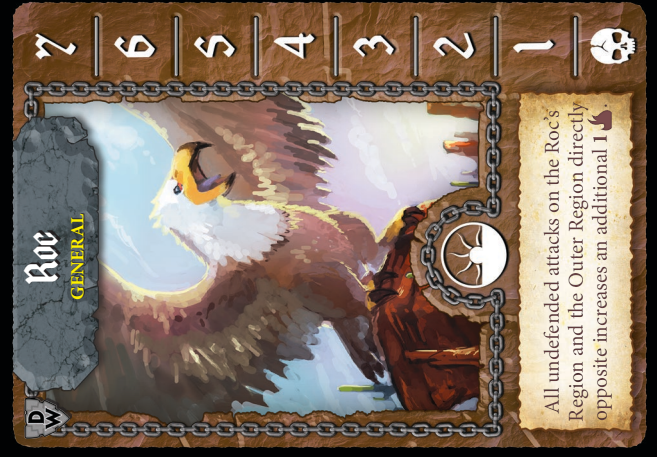 Roc
GENERAL
DW
7
6
5
4
3
2
1
All undefended attacks on the Roc's
Region and the Outer Region directly
opposite increases an additional 1 .